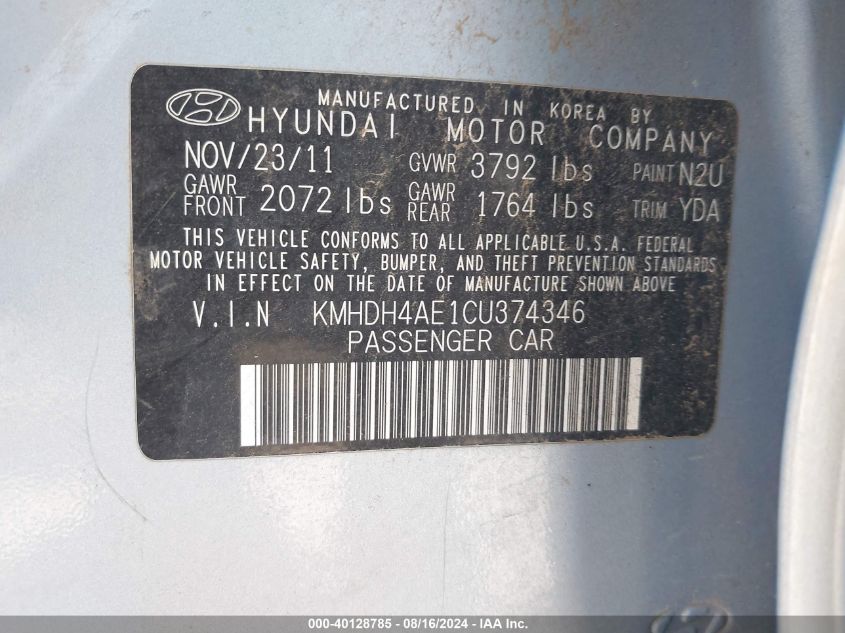 MANUFACTURED IN KOREA BY
HYUNDAI MOTOR COMPANY
NOV/23/11 GVWR 3792 lbs PAINT N2U
GAWR FRONT 2072 lbs GAWR REAR 1764 lbs TRIM YDA
THIS VEHICLE CONFORMS TO ALL APPLICABLE U.S.A. FEDERAL
MOTOR VEHICLE SAFETY, BUMPER, AND THEFT PREVENTION STANDARDS
IN EFFECT ON THE DATE OF MANUFACTURE SHOWN ABOVE
V.I.N KMHDH4AE1CU374346
PASSENGER CAR
000-40128785 - 08/16/2024 - IAA Inc.